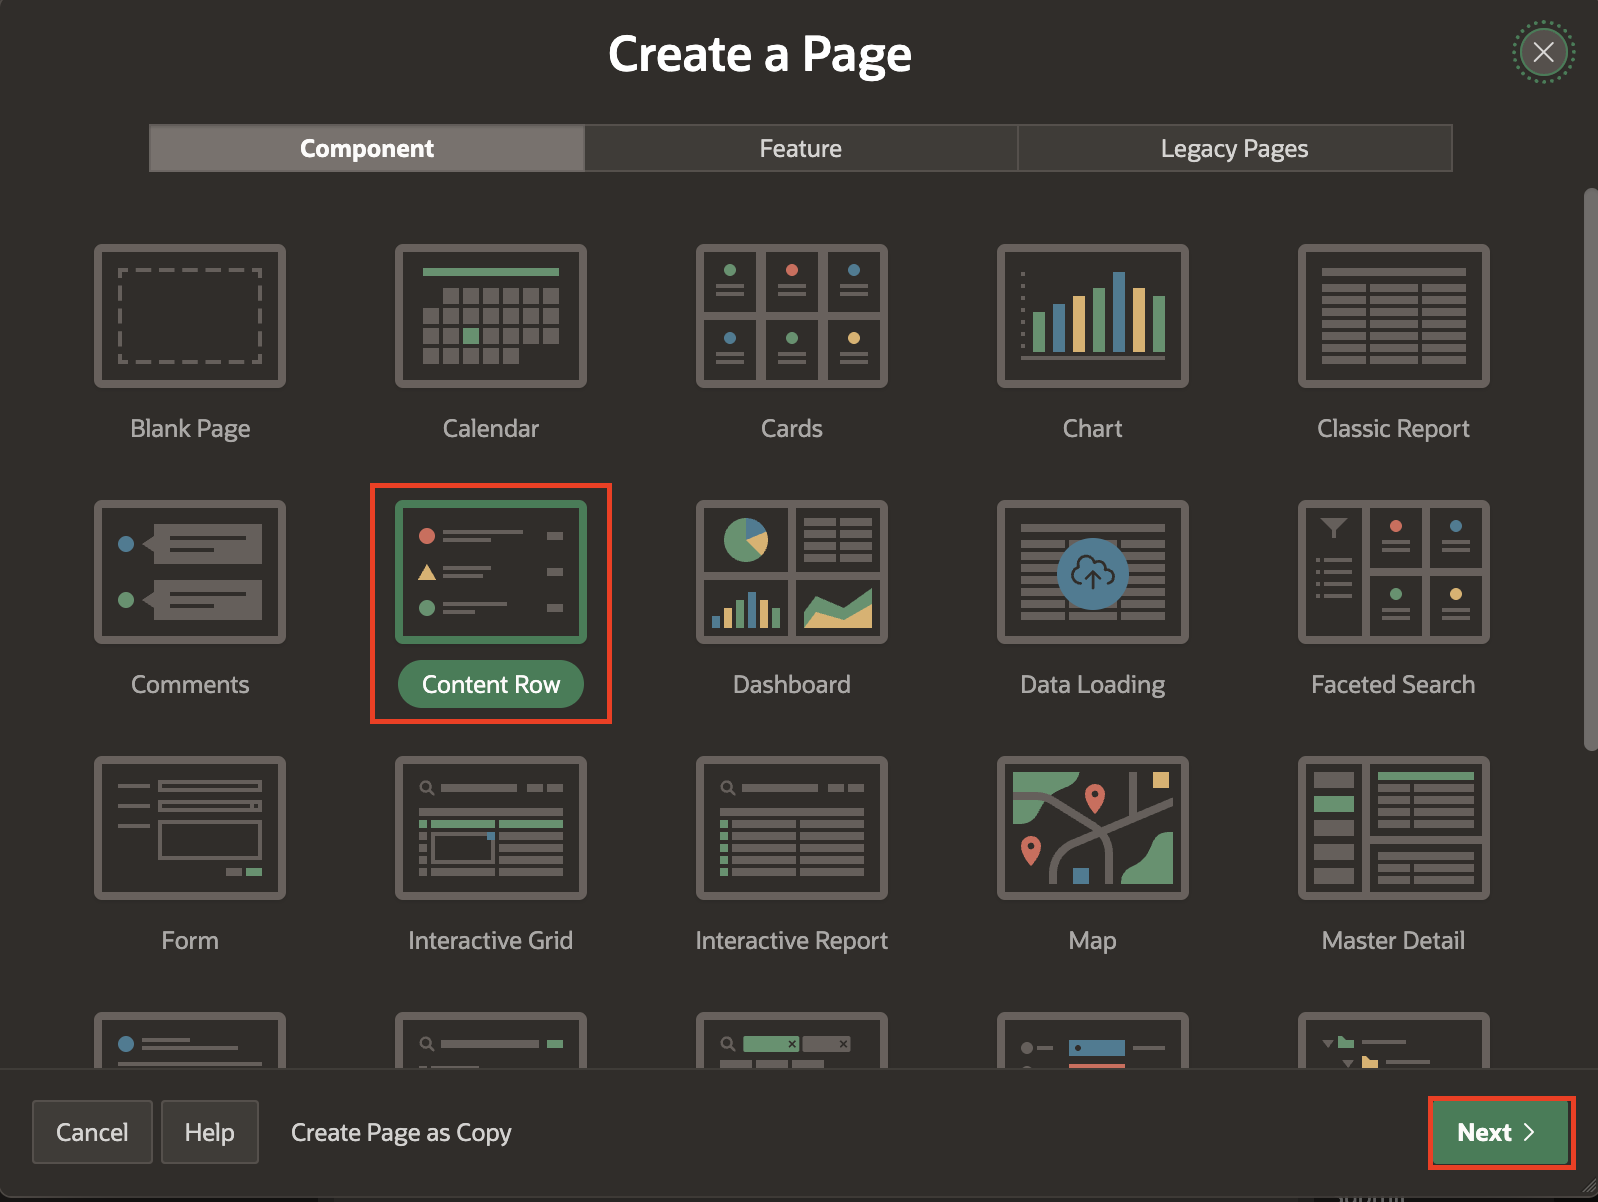 Create a Page
Component
Feature
Legacy Pages
Blank Page
Calendar
Cards
Chart
Classic Report
Comments
Content Row
Dashboard
Data Loading
Faceted Search
Form
Interactive Grid
Interactive Report
Map
Master Detail
Cancel
Help
Create Page as Copy
Next